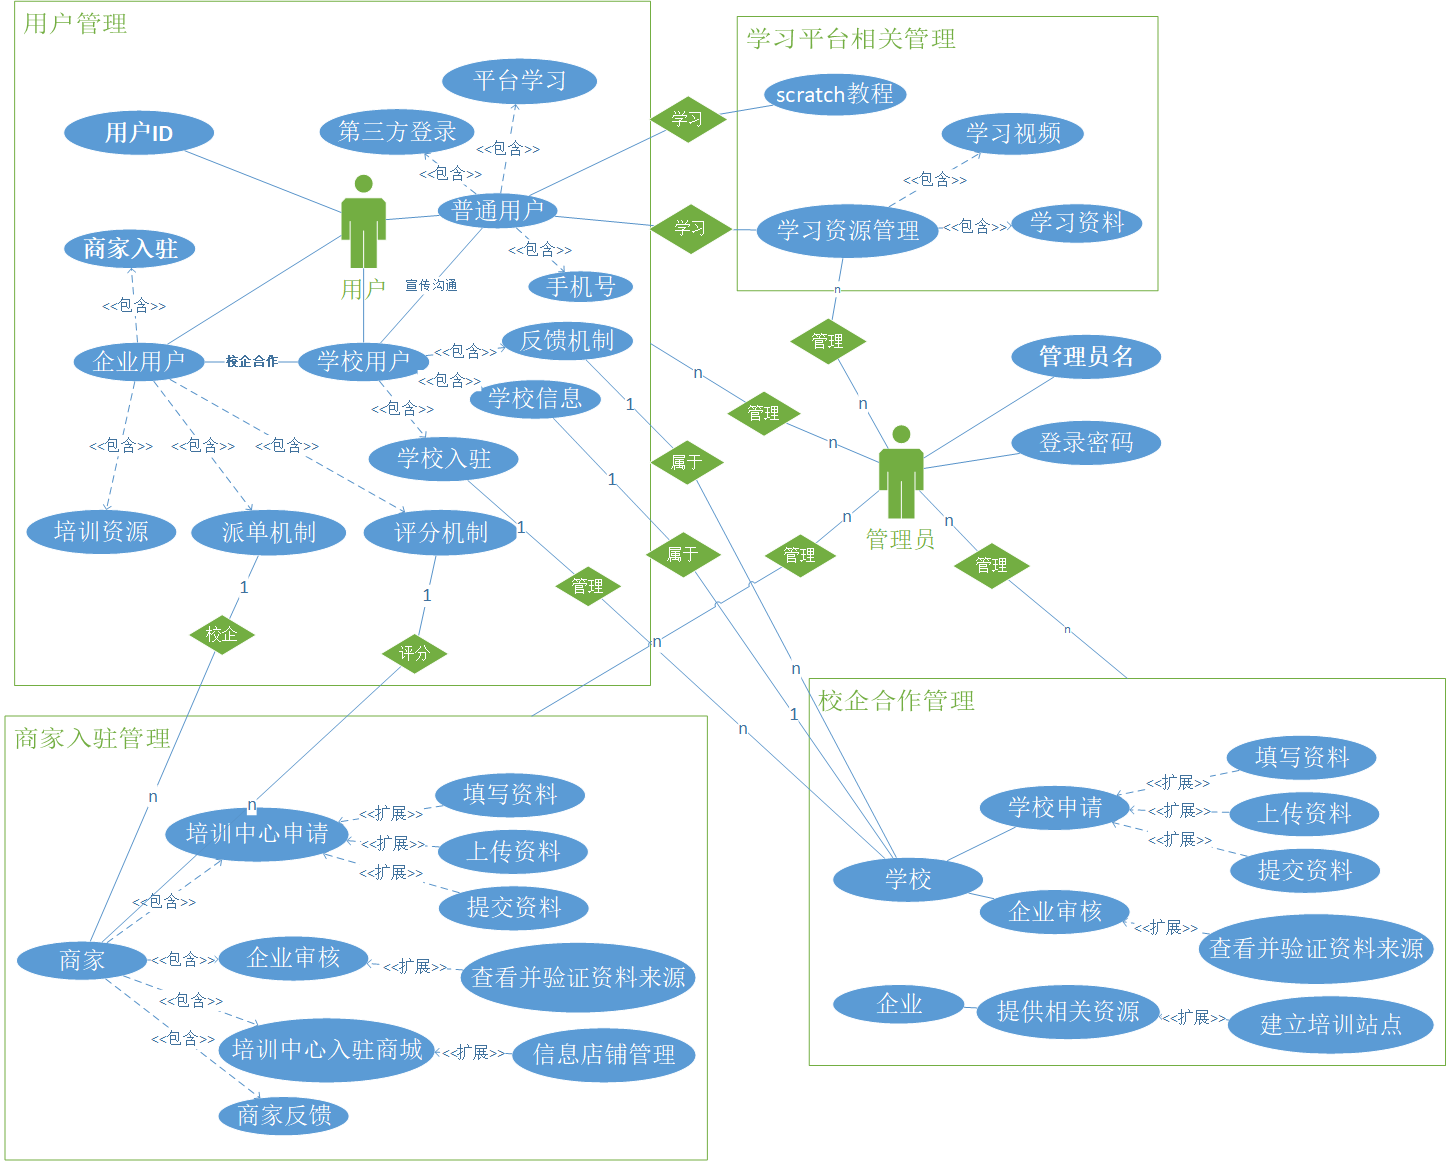 用户管理
平台学习
用户ID
第三方登录
<<包含>>
<<包含>>
普通用户
商家入驻
<<包含>>
手机号
用户
宣传沟通
<<包含>>
企业用户
校企合作
学校用户
<<包含>>
反馈机制
<<包含>>
学校信息
<<包含>>
学校入驻
<<包含>>
<<包含>>
<<包含>>
培训资源
派单机制
评分机制
1
1
1
1
1
管理
校企
评分
学习平台相关管理
scratch教程
学习
学习视频
<<包含>>
学习
学习资源管理
<<包含>>
学习资料
n
管理
n
n
管理
n
管理员名
登录密码
管理员
属于
属于
n
管理
n
管理
n
n
n
n
1
商家入驻管理
n
n
填写资料
<<扩展>>
培训中心申请
<<扩展>>
上传资料
<<扩展>>
提交资料
<<包含>>
商家
<<包含>>
企业审核
<<扩展>>
查看并验证资料来源
<<包含>>
<<包含>>
培训中心入驻商城
<<扩展>>
信息店铺管理
商家反馈
校企合作管理
填写资料
<<扩展>>
学校申请
<<扩展>>
上传资料
<<扩展>>
提交资料
学校
企业审核
<<扩展>>
查看并验证资料来源
企业
提供相关资源
<<扩展>>
建立培训站点